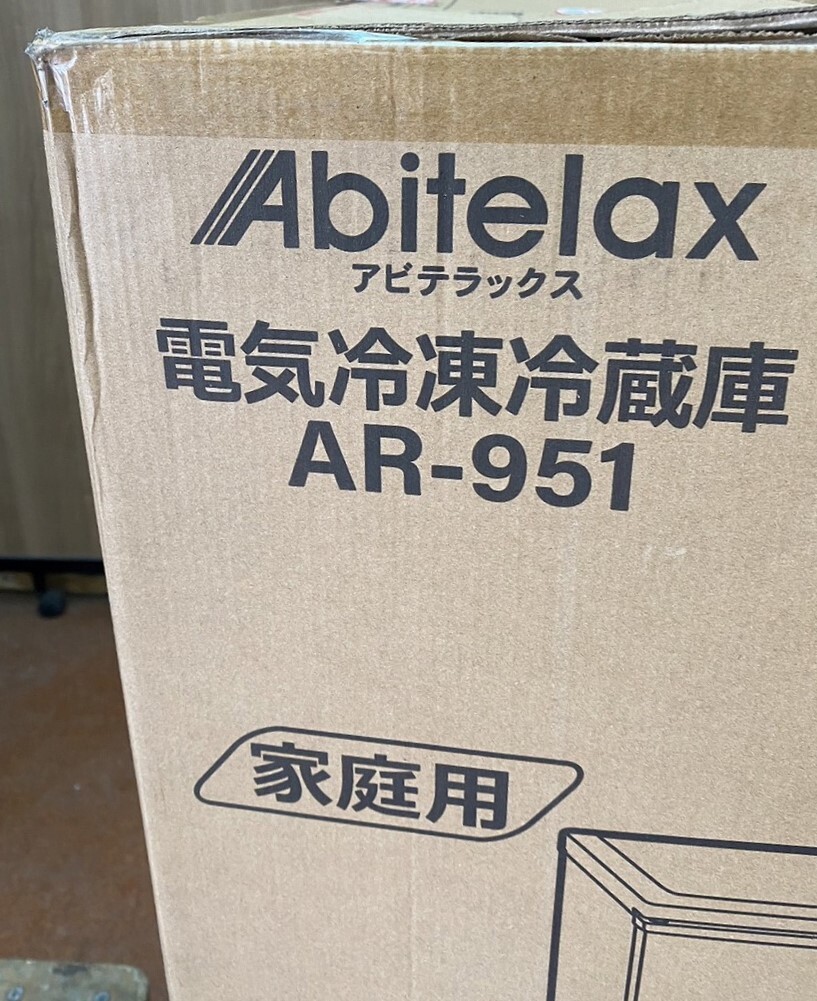 Abitelax
アビテラックス
電気冷凍冷蔵庫
AR-951
家庭用